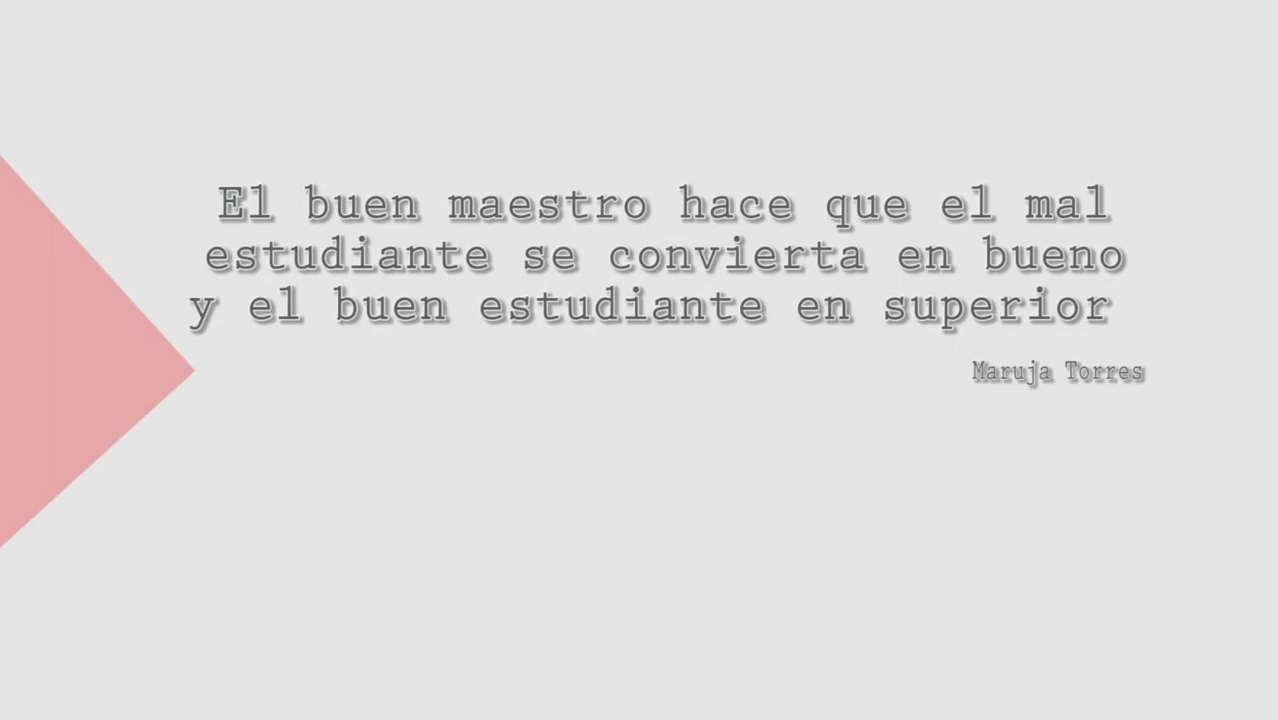 El buen maestro hace que el mal
estudiante se convierta en bueno
y el buen estudiante en superior
Maruja Torres